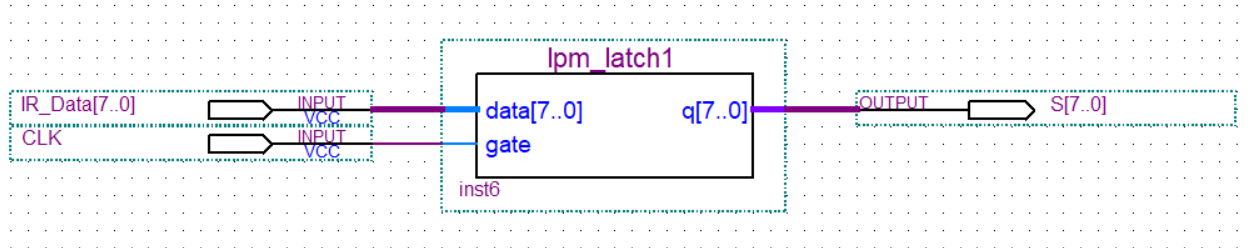 lpm_latch1
IR_Data[7..0] INPUT VCC data[7..0] q[7..0] OUTPUT S[7..0]
CLK INPUT VCC gate
inst6